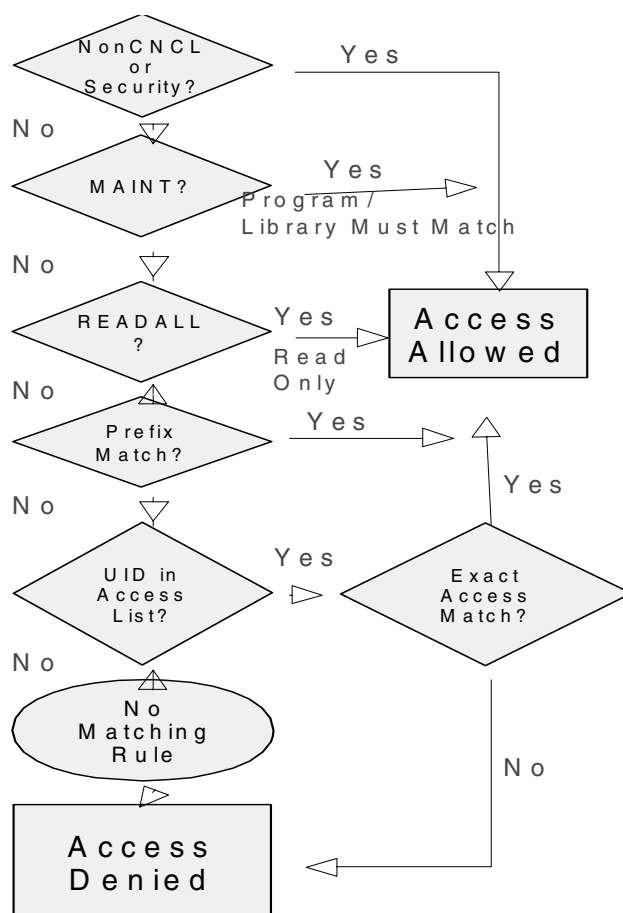 NonCNCL
or
Security?
Yes
No
MAINT?
Yes
Program/
Library Must Match
No
READALL
?
Yes
Read
Only
Access
Allowed
No
Prefix
Match?
Yes
No
UID in
Access
List?
Yes
Exact
Access
Match?
Yes
No
No
Matching
Rule
No
Access
Denied